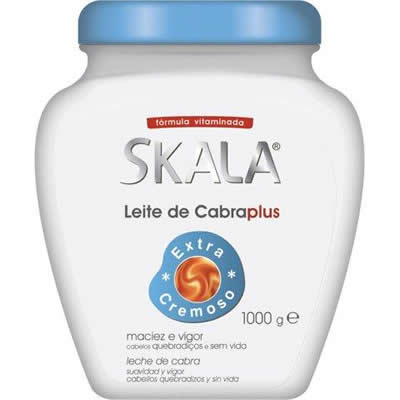 fórmula vitaminada
SKALA®
Leite de Cabraplus
Extra
Cremoso
1000 g e
maciez e vigor
cabelos quebradiços e sem vida
leche de cabra
suavidad y vigor
cabellos quebradizos y sin vida